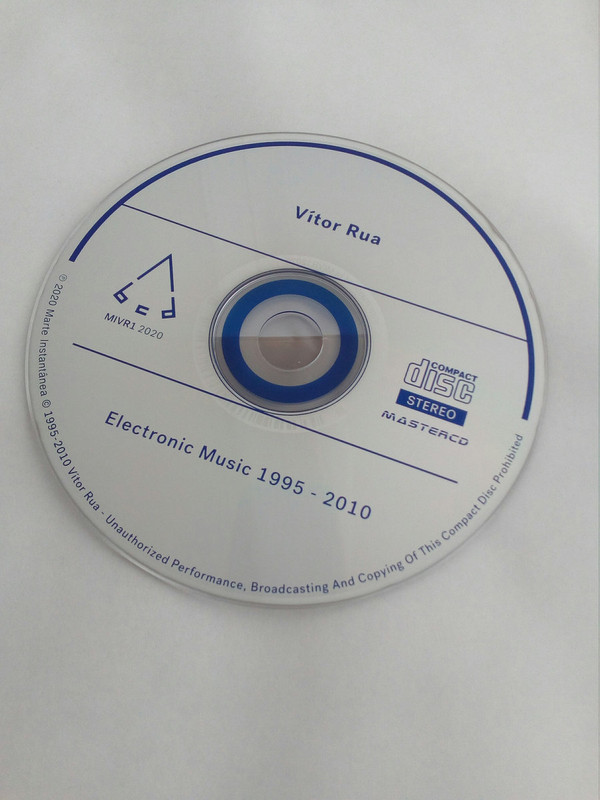 Vítor Rua
bcd
MIVR1 2020
COMPACT
disc
STEREO
MASTERCD
Electronic Music 1995 - 2010
℗ 2020 Marte Instantânea © 1995-2010 Vítor Rua - Unauthorized Performance, Broadcasting And Copying Of This Compact Disc Prohibited